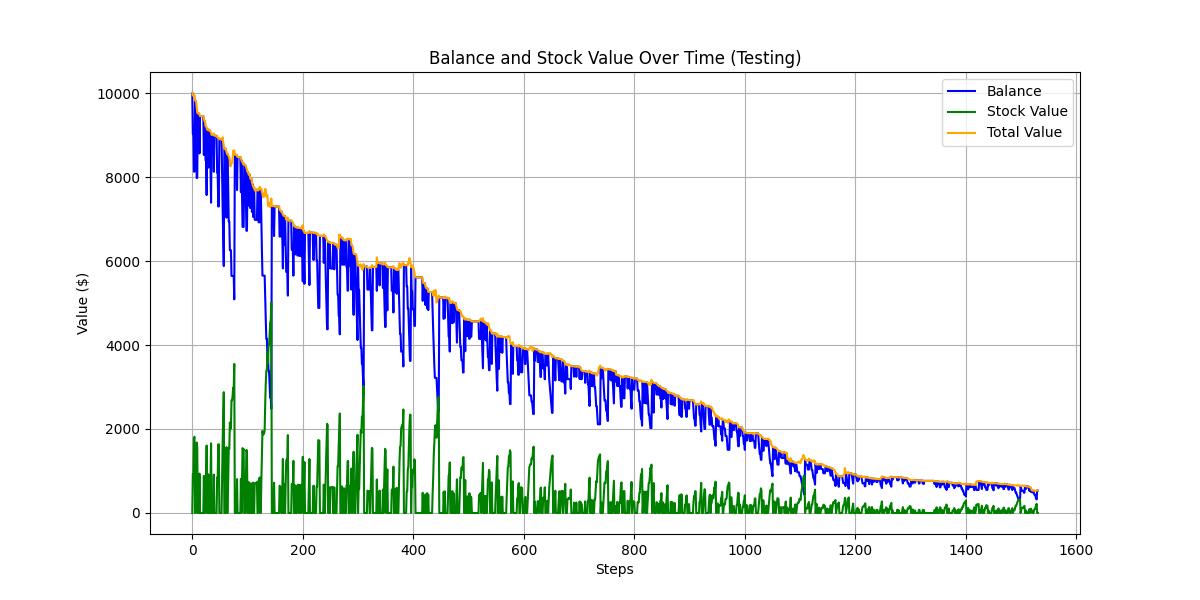 Balance and Stock Value Over Time (Testing)
Balance
Stock Value
Total Value
Value ($)
10000
8000
6000
4000
2000
0
0 200 400 600 800 1000 1200 1400 1600
Steps